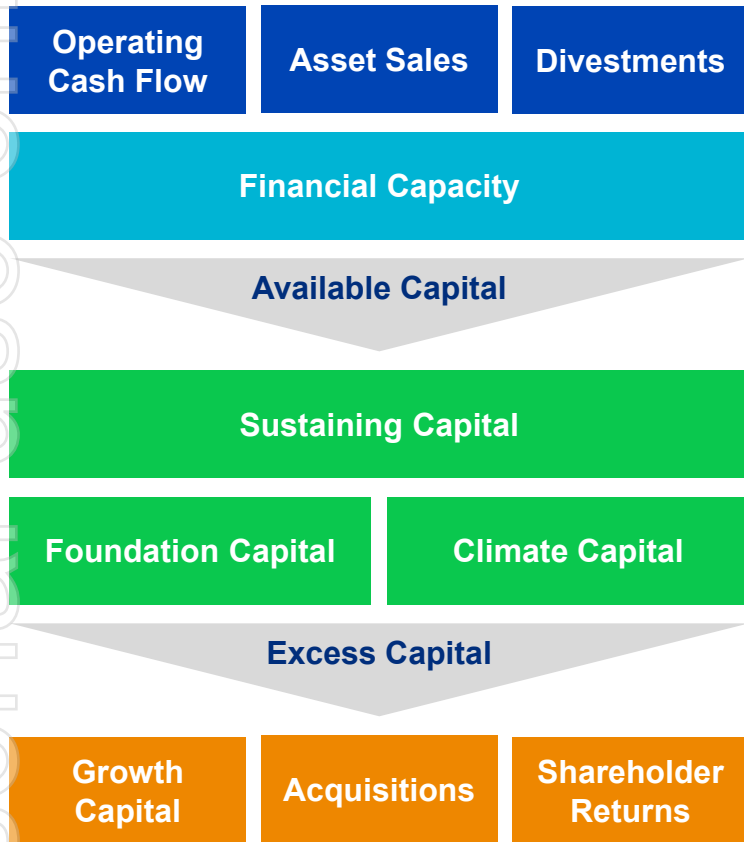 Operating
Cash Flow
Asset Sales
Divestments
Financial Capacity
Available Capital
Sustaining Capital
Foundation Capital
Climate Capital
Excess Capital
Growth
Capital
Acquisitions
Shareholder
Returns